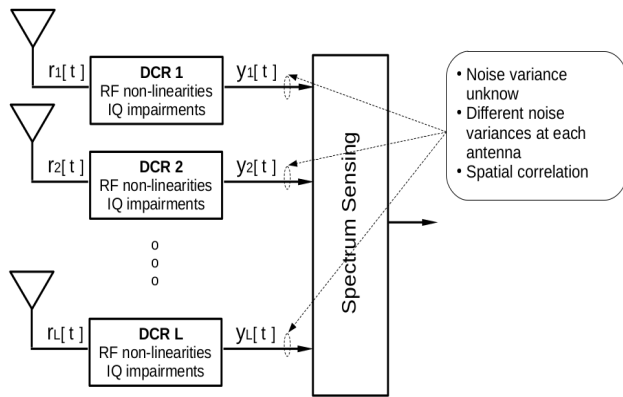 r1[ t ]
DCR 1
RF non-linearities
IQ impairments
y1[ t ]
r2[ t ]
DCR 2
RF non-linearities
IQ impairments
y2[ t ]
o
o
o
rL[ t ]
DCR L
RF non-linearities
IQ impairments
yL[ t ]
Spectrum Sensing
• Noise variance
unknow
• Different noise
variances at each
antenna
• Spatial correlation